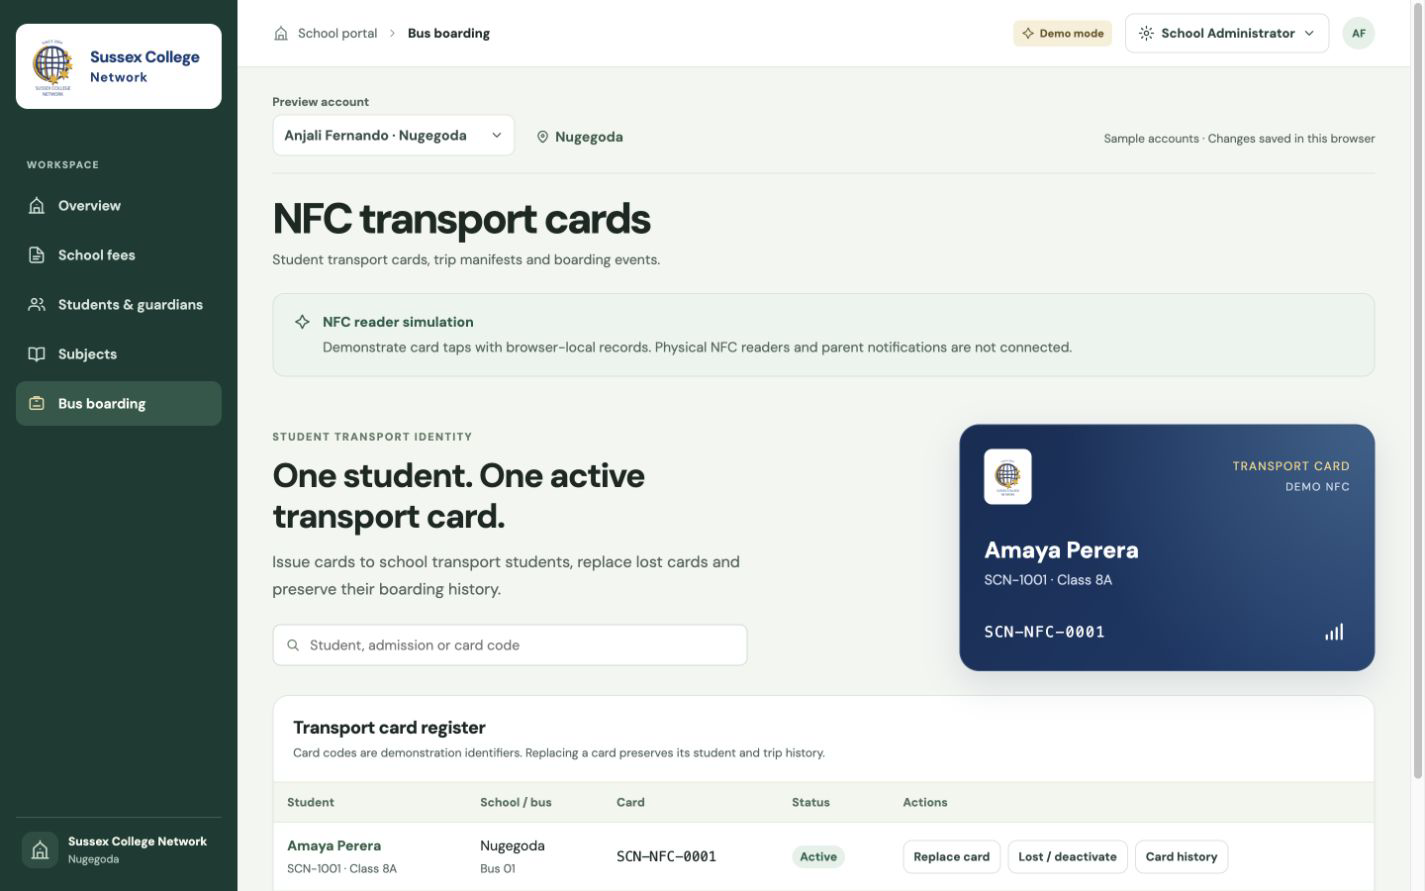 Sussex College
Network
School portal
Bus boarding
Demo mode
School Administrator
AF
WORKSPACE
Overview
School fees
Students & guardians
Subjects
Bus boarding
Sussex College Network
Nugegoda
Preview account
Anjali Fernando · Nugegoda
Nugegoda
Sample accounts · Changes saved in this browser
NFC transport cards
Student transport cards, trip manifests and boarding events.
NFC reader simulation
Demonstrate card taps with browser-local records. Physical NFC readers and parent notifications are not connected.
STUDENT TRANSPORT IDENTITY
One student. One active
transport card.
Issue cards to school transport students, replace lost cards and
preserve their boarding history.
Student, admission or card code
TRANSPORT CARD
DEMO NFC
Amaya Perera
SCN-1001 · Class 8A
SCN-NFC-0001
Transport card register
Card codes are demonstration identifiers. Replacing a card preserves its student and trip history.
Student School / bus Card Status Actions
Amaya Perera Nugegoda SCN-NFC-0001 Active Replace card Lost / deactivate Card history
SCN-1001 · Class 8A Bus 01